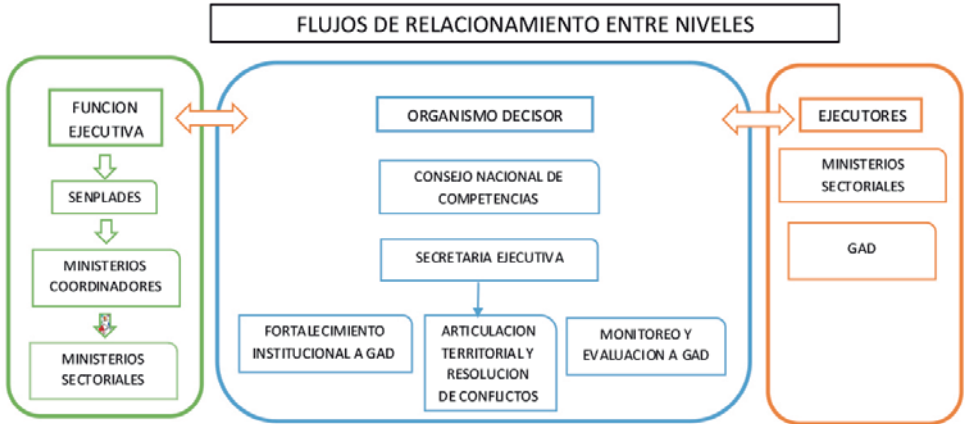 FLUJOS DE RELACIONAMIENTO ENTRE NIVELES
FUNCION
EJECUTIVA
SENPLADES
MINISTERIOS
COORDINADORES
MINISTERIOS
SECTORIALES
ORGANISMO DECISOR
CONSEJO NACIONAL DE
COMPETENCIAS
SECRETARIA EJECUTIVA
FORTALECIMIENTO
INSTITUCIONAL A GAD
ARTICULACION
TERRITORIAL Y
RESOLUCION
DE CONFLICTOS
MONITOREO Y
EVALUACION A GAD
EJECUTORES
MINISTERIOS
SECTORIALES
GAD